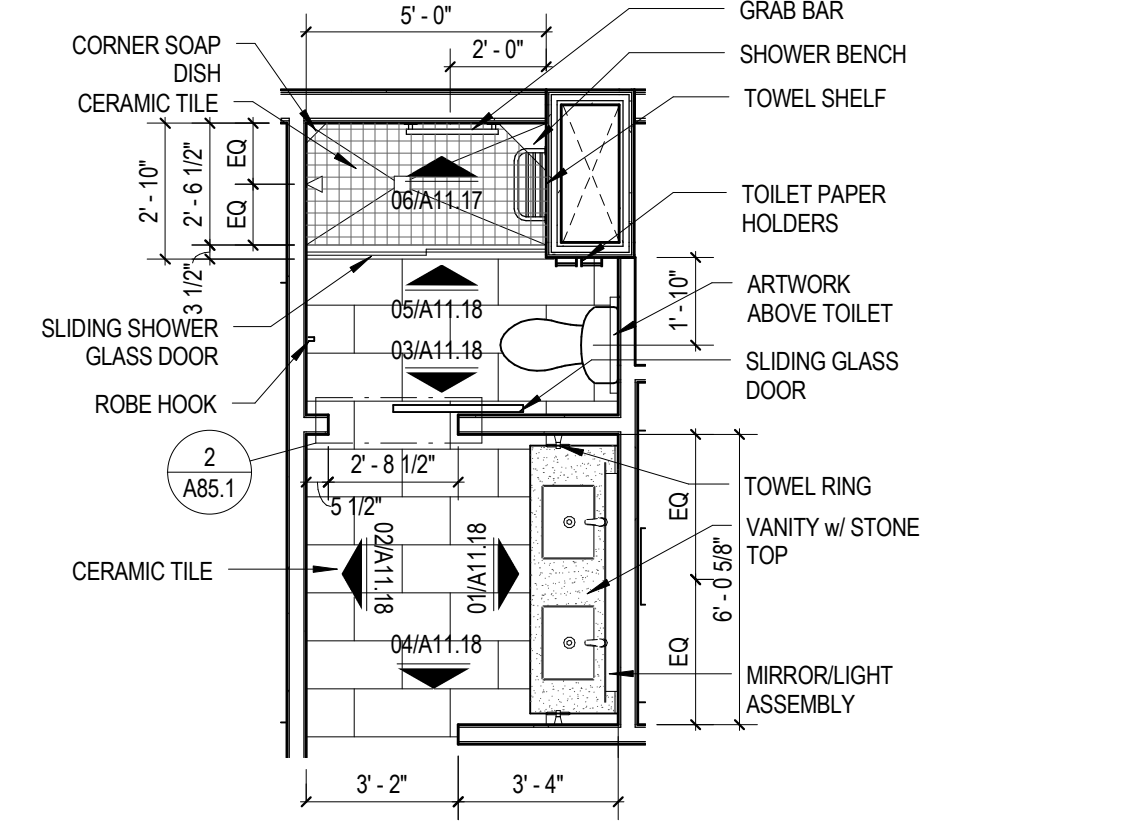 5' - 0"
2' - 0"
GRAB BAR
SHOWER BENCH
TOWEL SHELF
CORNER SOAP
DISH
CERAMIC TILE
2' - 10"
2' - 6 1/2"
EQ
EQ
3 1/2"
06/A11.17
TOILET PAPER
HOLDERS
ARTWORK
ABOVE TOILET
1' - 10"
05/A11.18
03/A11.18
SLIDING SHOWER
GLASS DOOR
SLIDING GLASS
DOOR
ROBE HOOK
2
A85.1
2' - 8 1/2"
5 1/2"
TOWEL RING
VANITY w/ STONE
TOP
02/A11.18
01/A11.18
CERAMIC TILE
04/A11.18
EQ
EQ
6' - 0 5/8"
MIRROR/LIGHT
ASSEMBLY
3' - 2"
3' - 4"